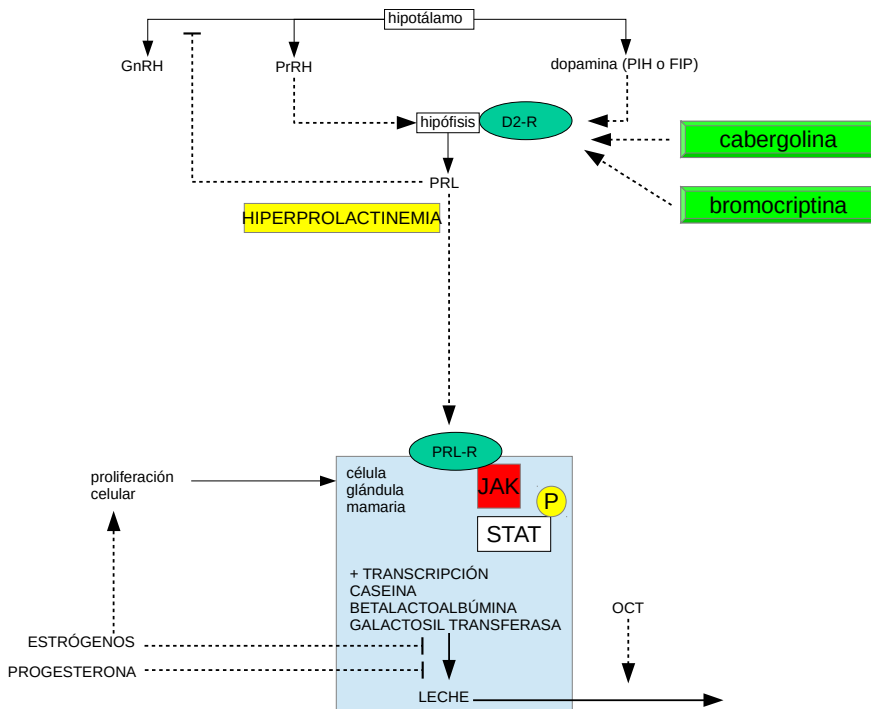 hipotálamo
GnRH
PrRH
dopamina (PIH o FIP)
hipófisis
D2-R
cabergolina
PRL
bromocriptina
HIPERPROLACTINEMIA
PRL-R
proliferación
celular
célula
glándula
mamaria
JAK
P
STAT
+ TRANSCRIPCIÓN
CASEINA
BETALACTOALBÚMINA
GALACTOSIL TRANSFERASA
OCT
ESTRÓGENOS
PROGESTERONA
LECHE